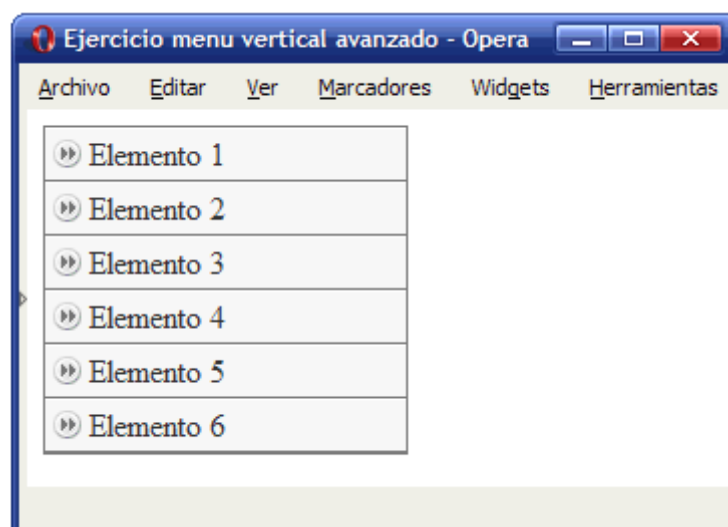 Ejercicio menu vertical avanzado - Opera
Archivo Editar Ver Marcadores Widgets Herramientas
Elemento 1
Elemento 2
Elemento 3
Elemento 4
Elemento 5
Elemento 6